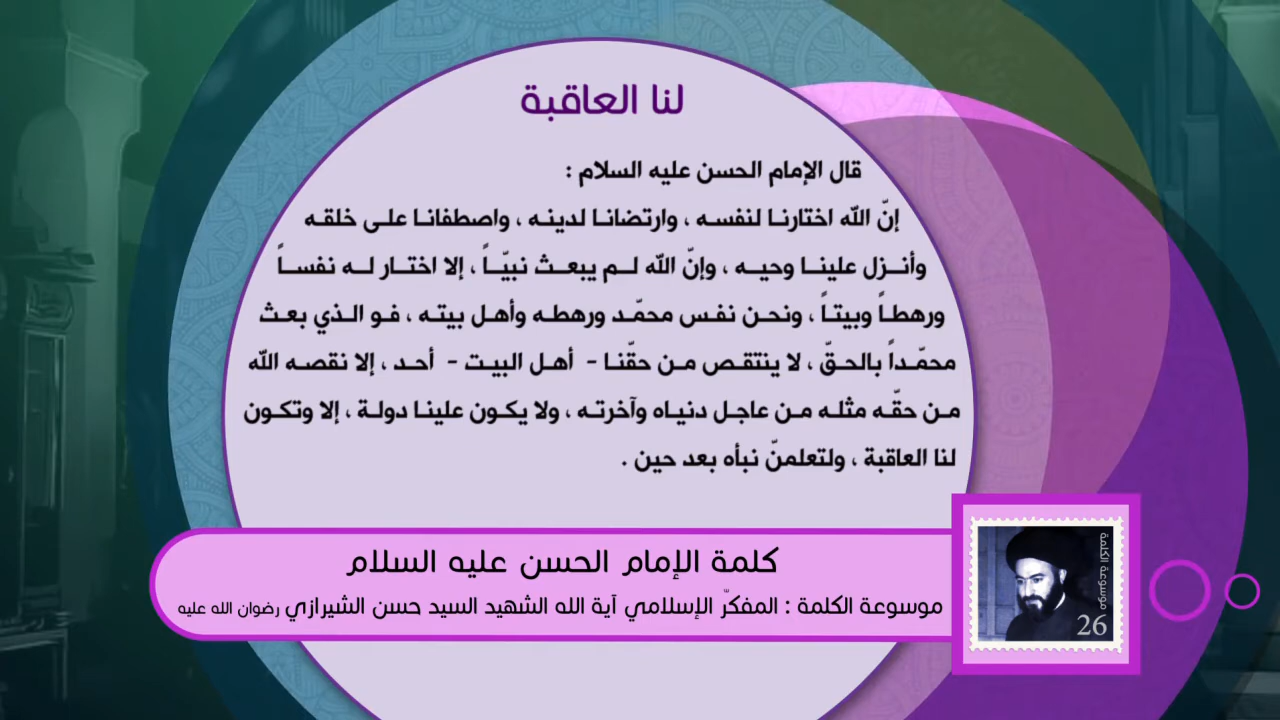 لنا العاقبة
قال الإمام الحسن عليه السلام :
إنّ الله اختارنا لنفسه ، وارتضانا لدينه ، واصطفانا على خلقه
وأنزل علينا وحيه ، وإنّ الله لم يبعث نبيّاً ، إلا اختار له نفساً
ورهطاً وبيتاً ، ونحن نفس محمّد ورهطه وأهل بيته ، فو الذي بعث
محمّداً بالحقّ ، لا ينتقص من حقّنا - أهل البيت - أحد ، إلا نقصه الله
من حقّه مثله من عاجل دنياه وآخرته ، ولا يكون علينا دولة ، إلا وتكون
لنا العاقبة ، ولتعلمنّ نبأه بعد حين .
كلمة الإمام الحسن عليه السلام
موسوعة الكلمة : المفكرّ الإسلامي آية الله الشهيد السيد حسن الشيرازي رضوان الله عليه
موسوعة الكلمة
26